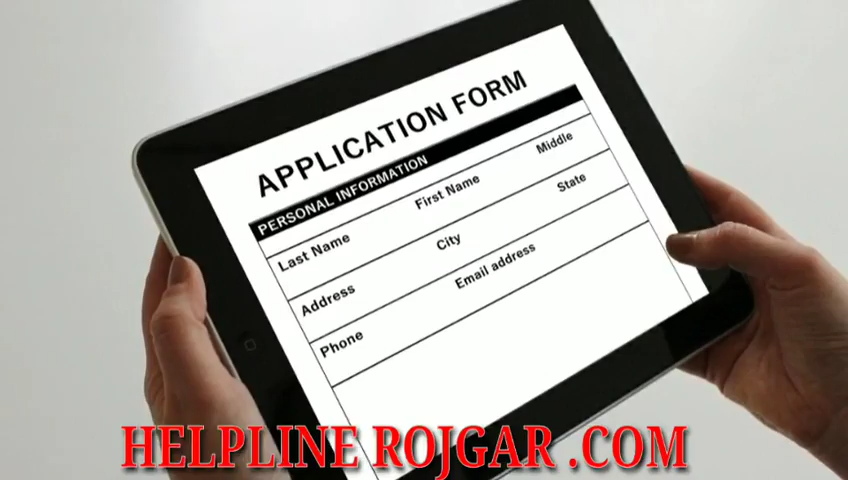 APPLICATION FORM
PERSONAL INFORMATION
Last Name First Name Middle
Address City State
Phone Email address
HELPLINE ROJGAR .COM